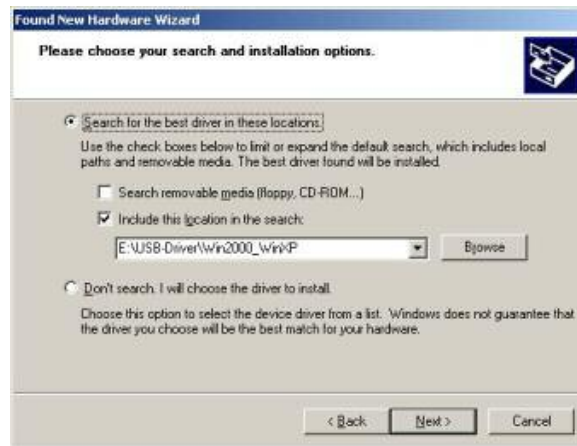 Found New Hardware Wizard
Please choose your search and installation options.
Search for the best driver in these locations.
Use the check boxes below to limit or expand the default search, which includes local
paths and removable media. The best driver found will be installed.
Search removable media (floppy, CD-ROM...)
Include this location in the search:
E:\USB-Driver\Win2000_WinXP
Browse
Don't search. I will choose the driver to install.
Choose this option to select the device driver from a list. Windows does not guarantee that
the driver you choose will be the best match for your hardware.
< Back
Next >
Cancel